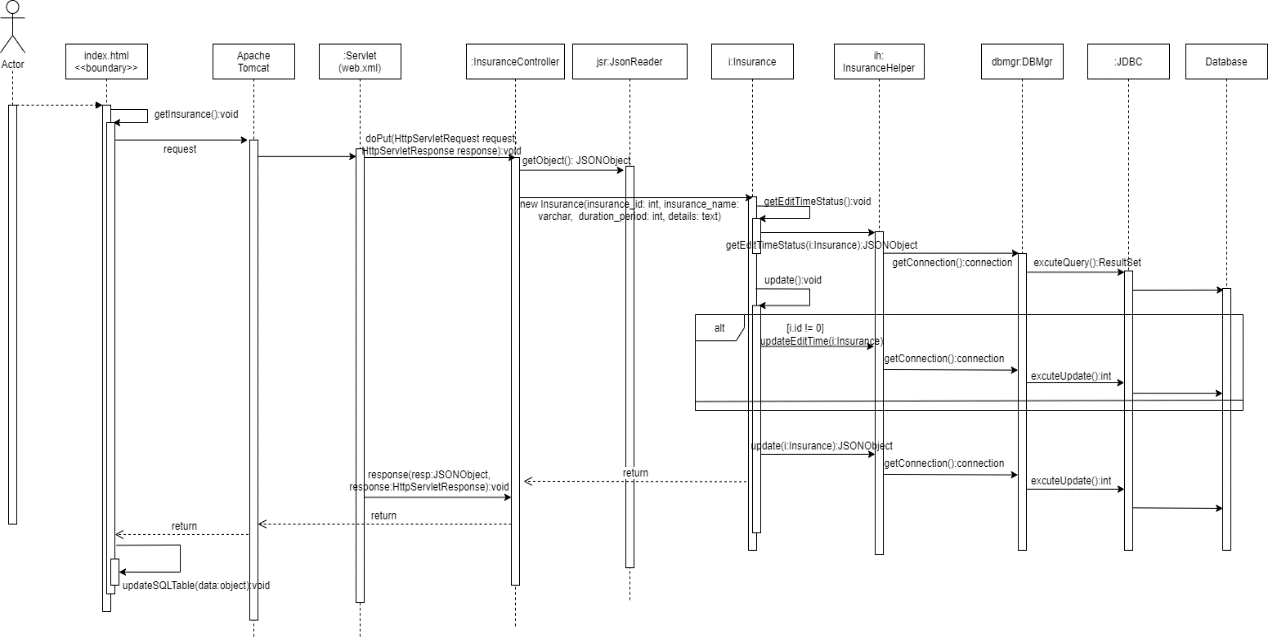 Actor
index.html
<<boundary>>
Apache
Tomcat
:Servlet
(web.xml)
:InsuranceController
jsr:JsonReader
i:Insurance
ih:
InsuranceHelper
dbmgr:DBMgr
:JDBC
Database
getInsurance():void
request
doPut(HttpServletRequest request,
HttpServletResponse response):void
getObject(): JSONObject
new Insurance(insurance_id: int, insurance_name:
varchar, duration_period: int, details: text)
getEditTimeStatus():void
getEditTimeStatus(i:Insurance):JSONObject
getConnection():connection
excuteQuery():ResultSet
update():void
alt
[i.id != 0]
updateEditTime(i:Insurance)
getConnection():connection
excuteUpdate():int
update(i:Insurance):JSONObject
getConnection():connection
excuteUpdate():int
return
response(resp:JSONObject,
response:HttpServletResponse):void
return
return
updateSQLTable(data:object):void